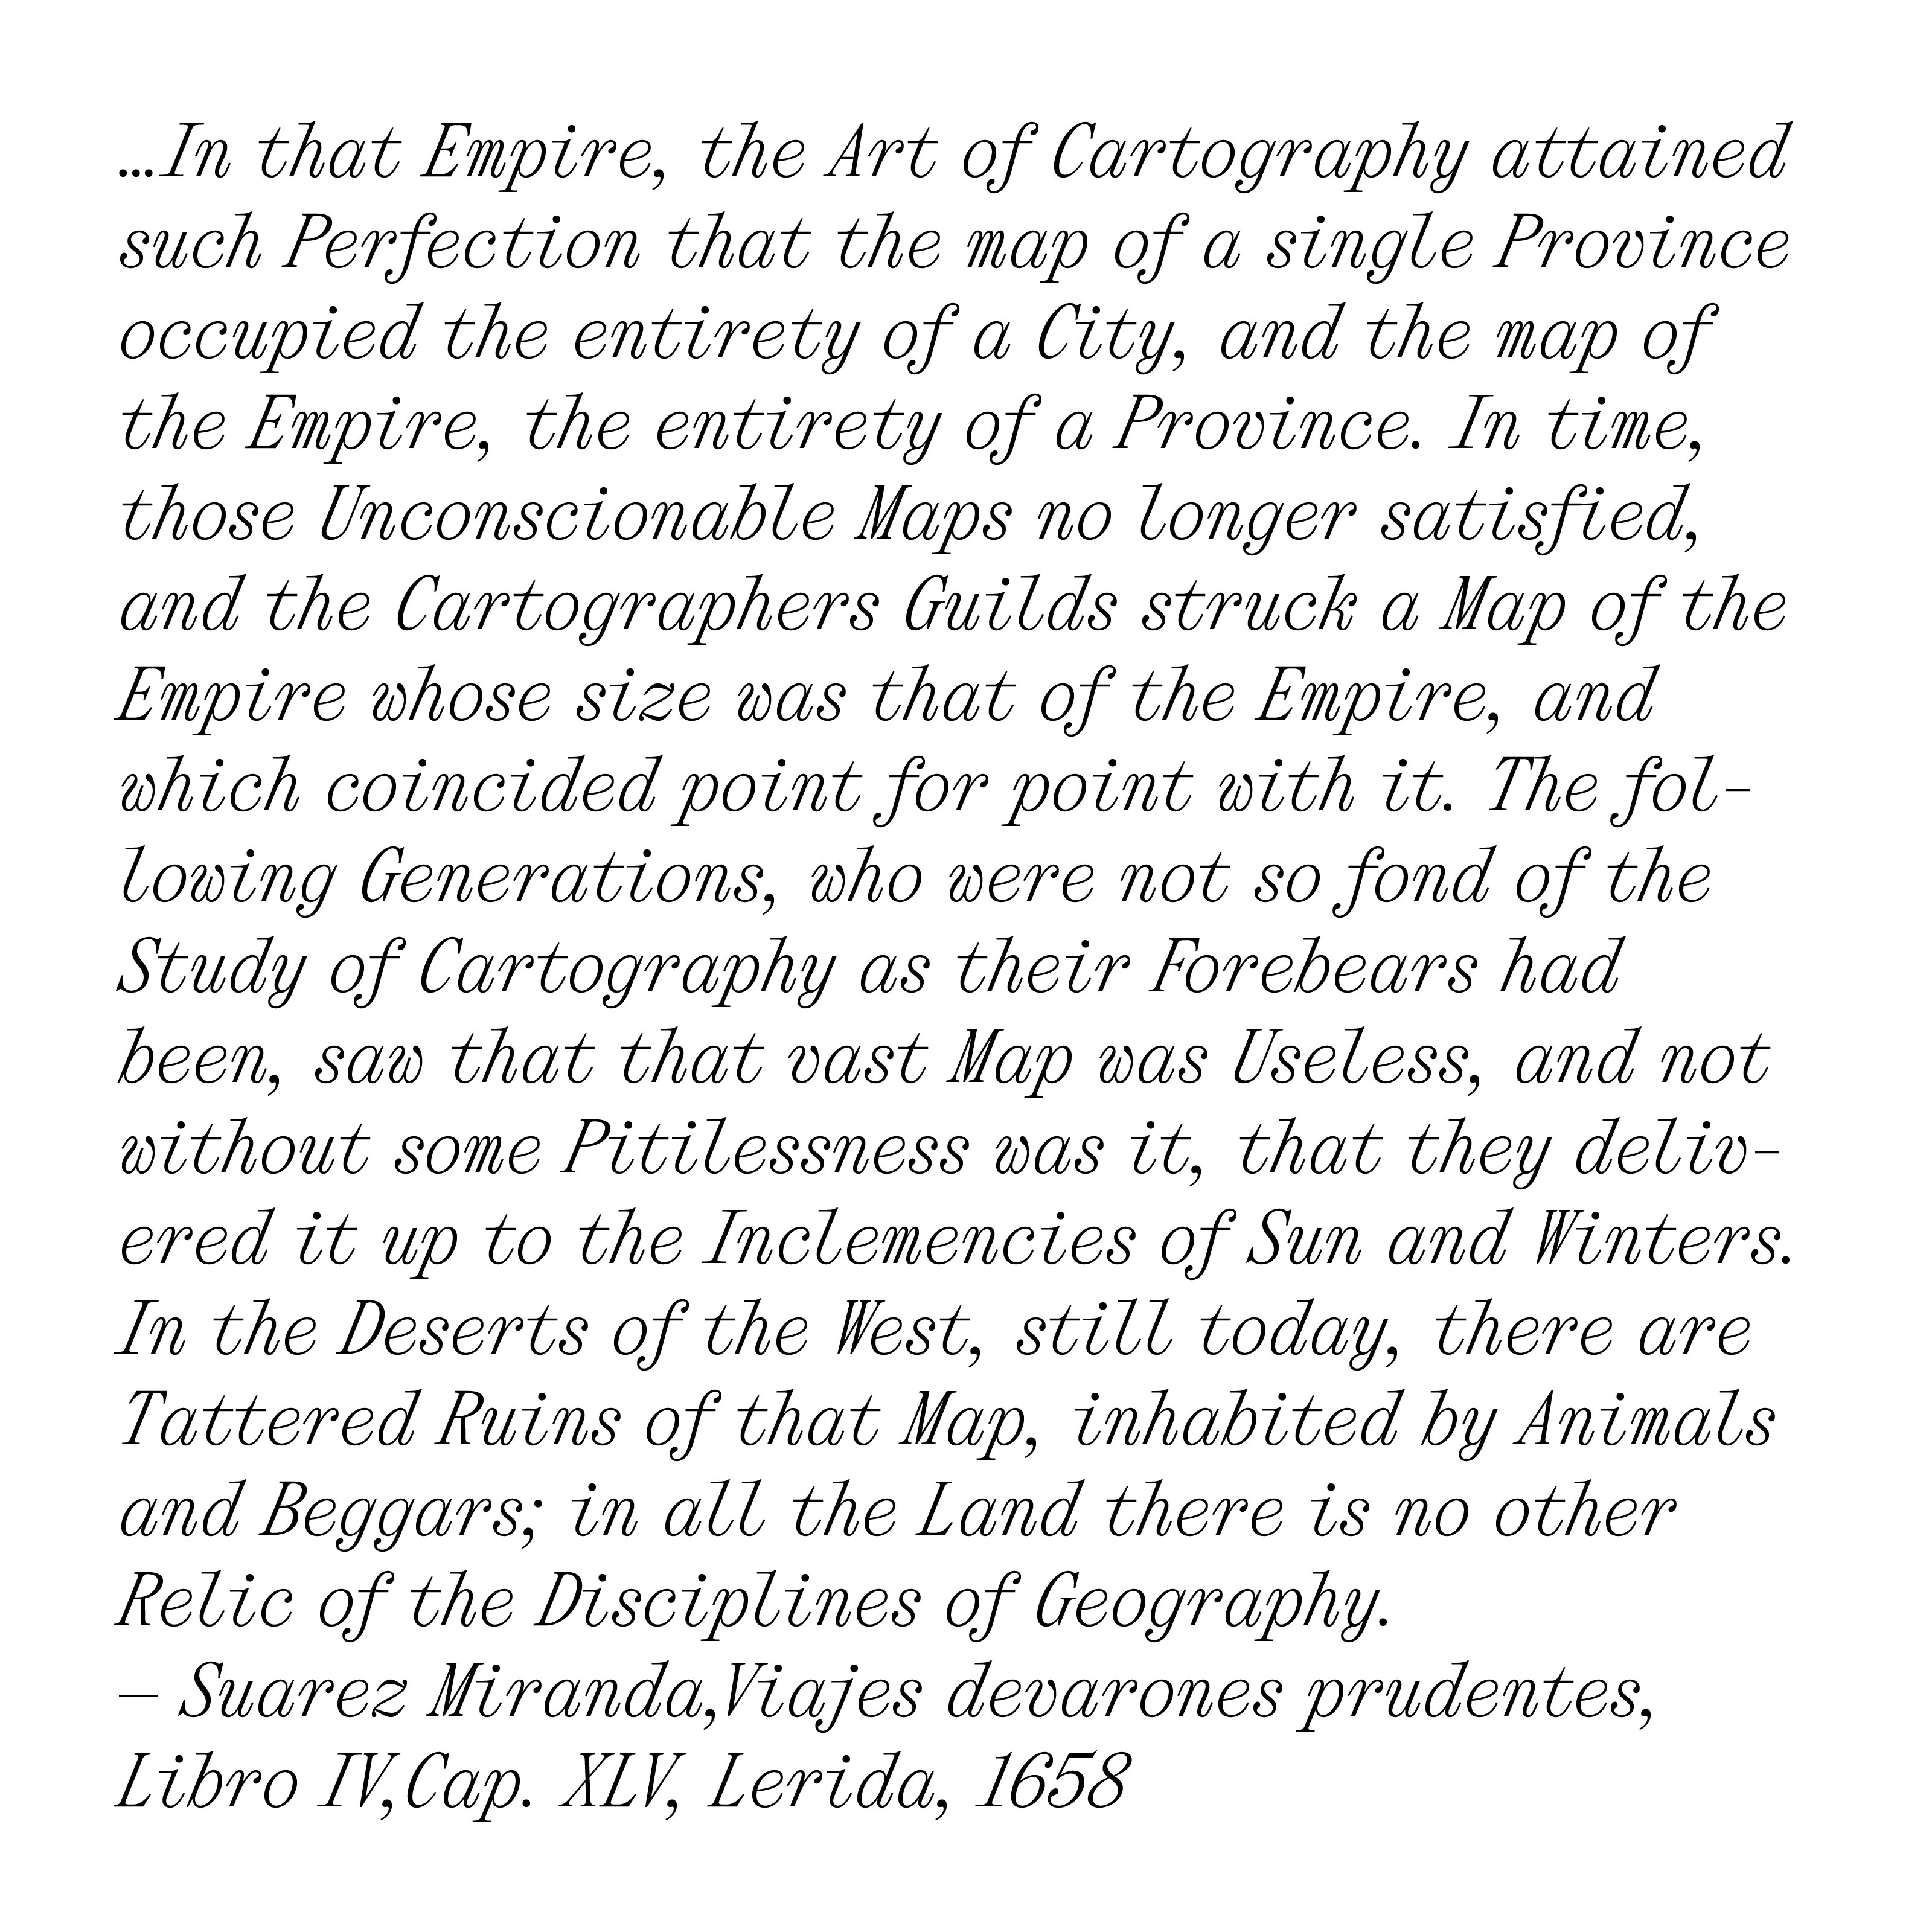 …In that Empire, the Art of Cartography attained
such Perfection that the map of a single Province
occupied the entirety of a City, and the map of
the Empire, the entirety of a Province. In time,
those Unconscionable Maps no longer satisfied,
and the Cartographers Guilds struck a Map of the
Empire whose size was that of the Empire, and
which coincided point for point with it. The fol-
lowing Generations, who were not so fond of the
Study of Cartography as their Forebears had
been, saw that that vast Map was Useless, and not
without some Pitilessness was it, that they deliv-
ered it up to the Inclemencies of Sun and Winters.
In the Deserts of the West, still today, there are
Tattered Ruins of that Map, inhabited by Animals
and Beggars; in all the Land there is no other
Relic of the Disciplines of Geography.
– Suarez Miranda,Viajes devarones prudentes,
Libro IV,Cap. XLV, Lerida, 1658